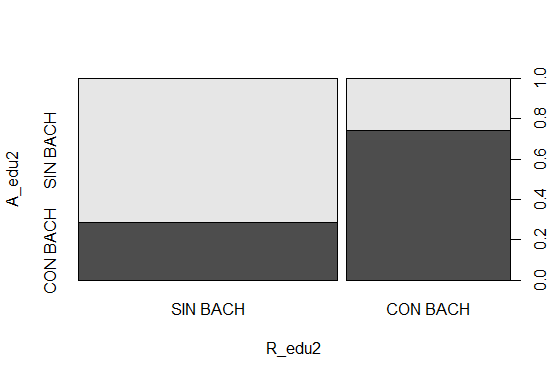 A_edu2
SIN BACH
CON BACH
1.0
0.8
0.6
0.4
0.2
0.0
SIN BACH
CON BACH
R_edu2